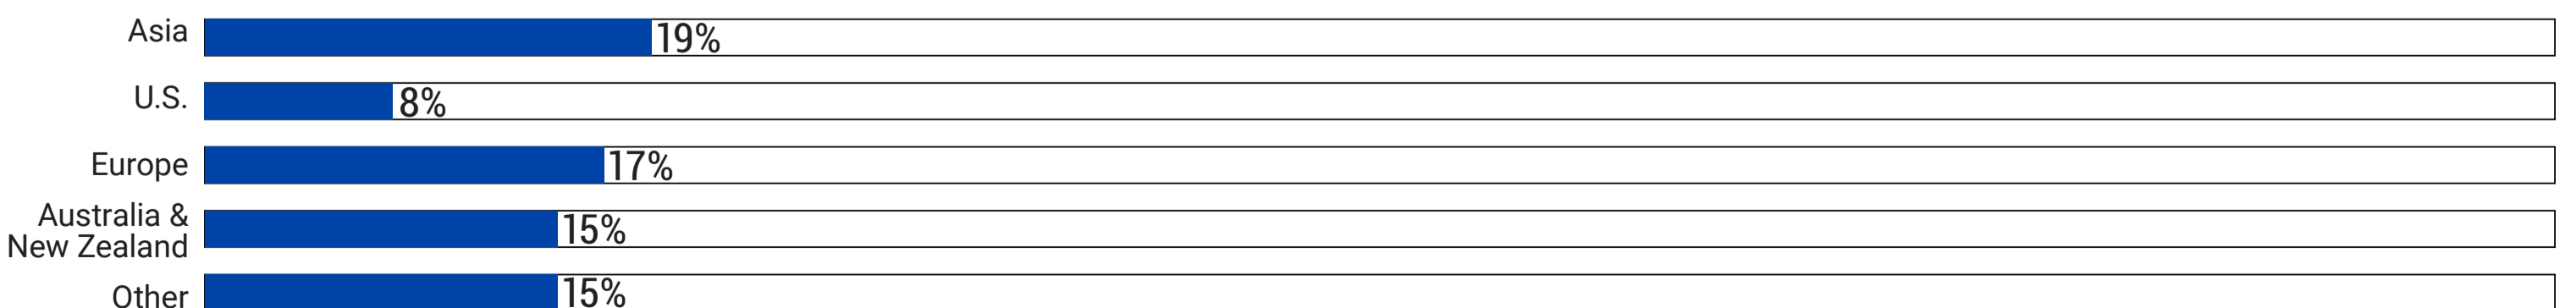 Asia 19%
U.S. 8%
Europe 17%
Australia &
New Zealand 15%
Other 15%